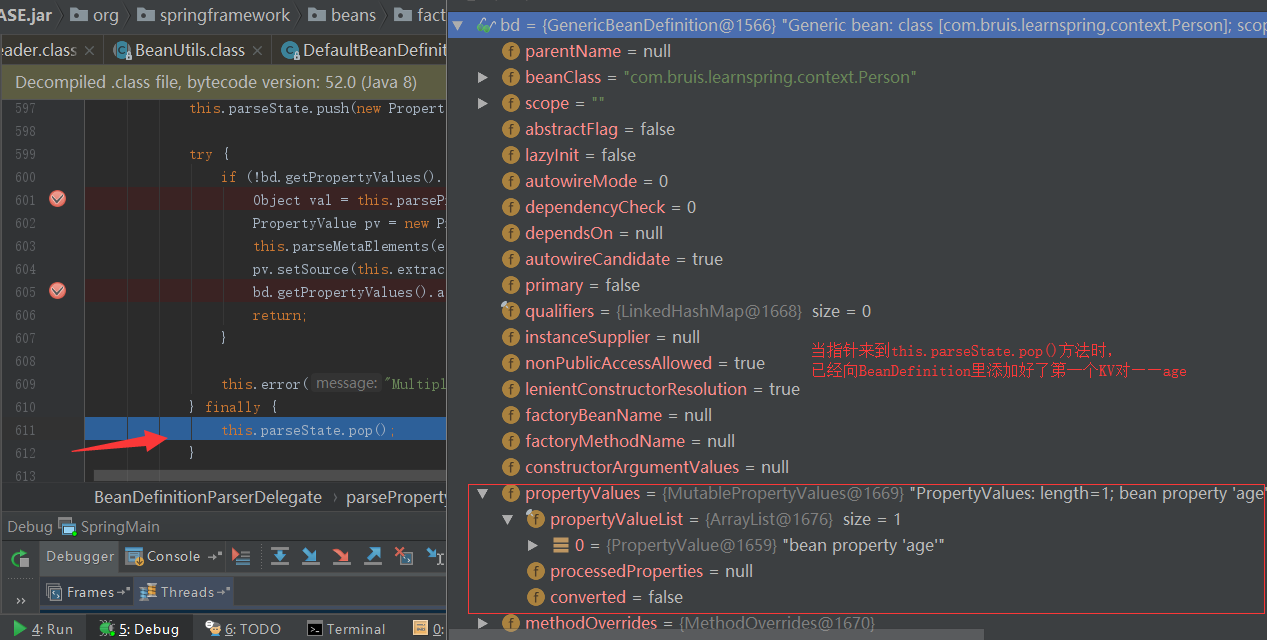 ASE.jar org springframework beans fact
eader.class BeanUtils.class DefaultBeanDefinit
Decompiled .class file, bytecode version: 52.0 (Java 8)
597 this.parseState.push(new Propert
598
599 try {
600 if (!bd.getPropertyValues().
601 Object val = this.parseP
602 PropertyValue pv = new P
603 this.parseMetaElements(e
604 pv.setSource(this.extrac
605 bd.getPropertyValues().a
606 return;
607 }
608
609 this.error( message: "Multipl
610 } finally {
611 this.parseState.pop();
612 }
613
BeanDefinitionParserDelegate › parseProperty
Debug SpringMain
Debugger Console
Frames Threads
4: Run 5: Debug 6: TODO Terminal 0:
bd = {GenericBeanDefinition@1566} "Generic bean: class [com.bruis.learnspring.context.Person]; scop
parentName = null
beanClass = "com.bruis.learnspring.context.Person"
scope = ""
abstractFlag = false
lazyInit = false
autowireMode = 0
dependencyCheck = 0
dependsOn = null
autowireCandidate = true
primary = false
qualifiers = {LinkedHashMap@1668} size = 0
instanceSupplier = null
nonPublicAccessAllowed = true
lenientConstructorResolution = true
factoryBeanName = null
factoryMethodName = null
constructorArgumentValues = null
当指针来到this.parseState.pop()方法时，
已经向BeanDefinition里添加好了第一个KV对——age
propertyValues = {MutablePropertyValues@1669} "PropertyValues: length=1; bean property 'age'
propertyValueList = {ArrayList@1676} size = 1
0 = {PropertyValue@1659} "bean property 'age'"
processedProperties = null
converted = false
methodOverrides = {MethodOverrides@1670}